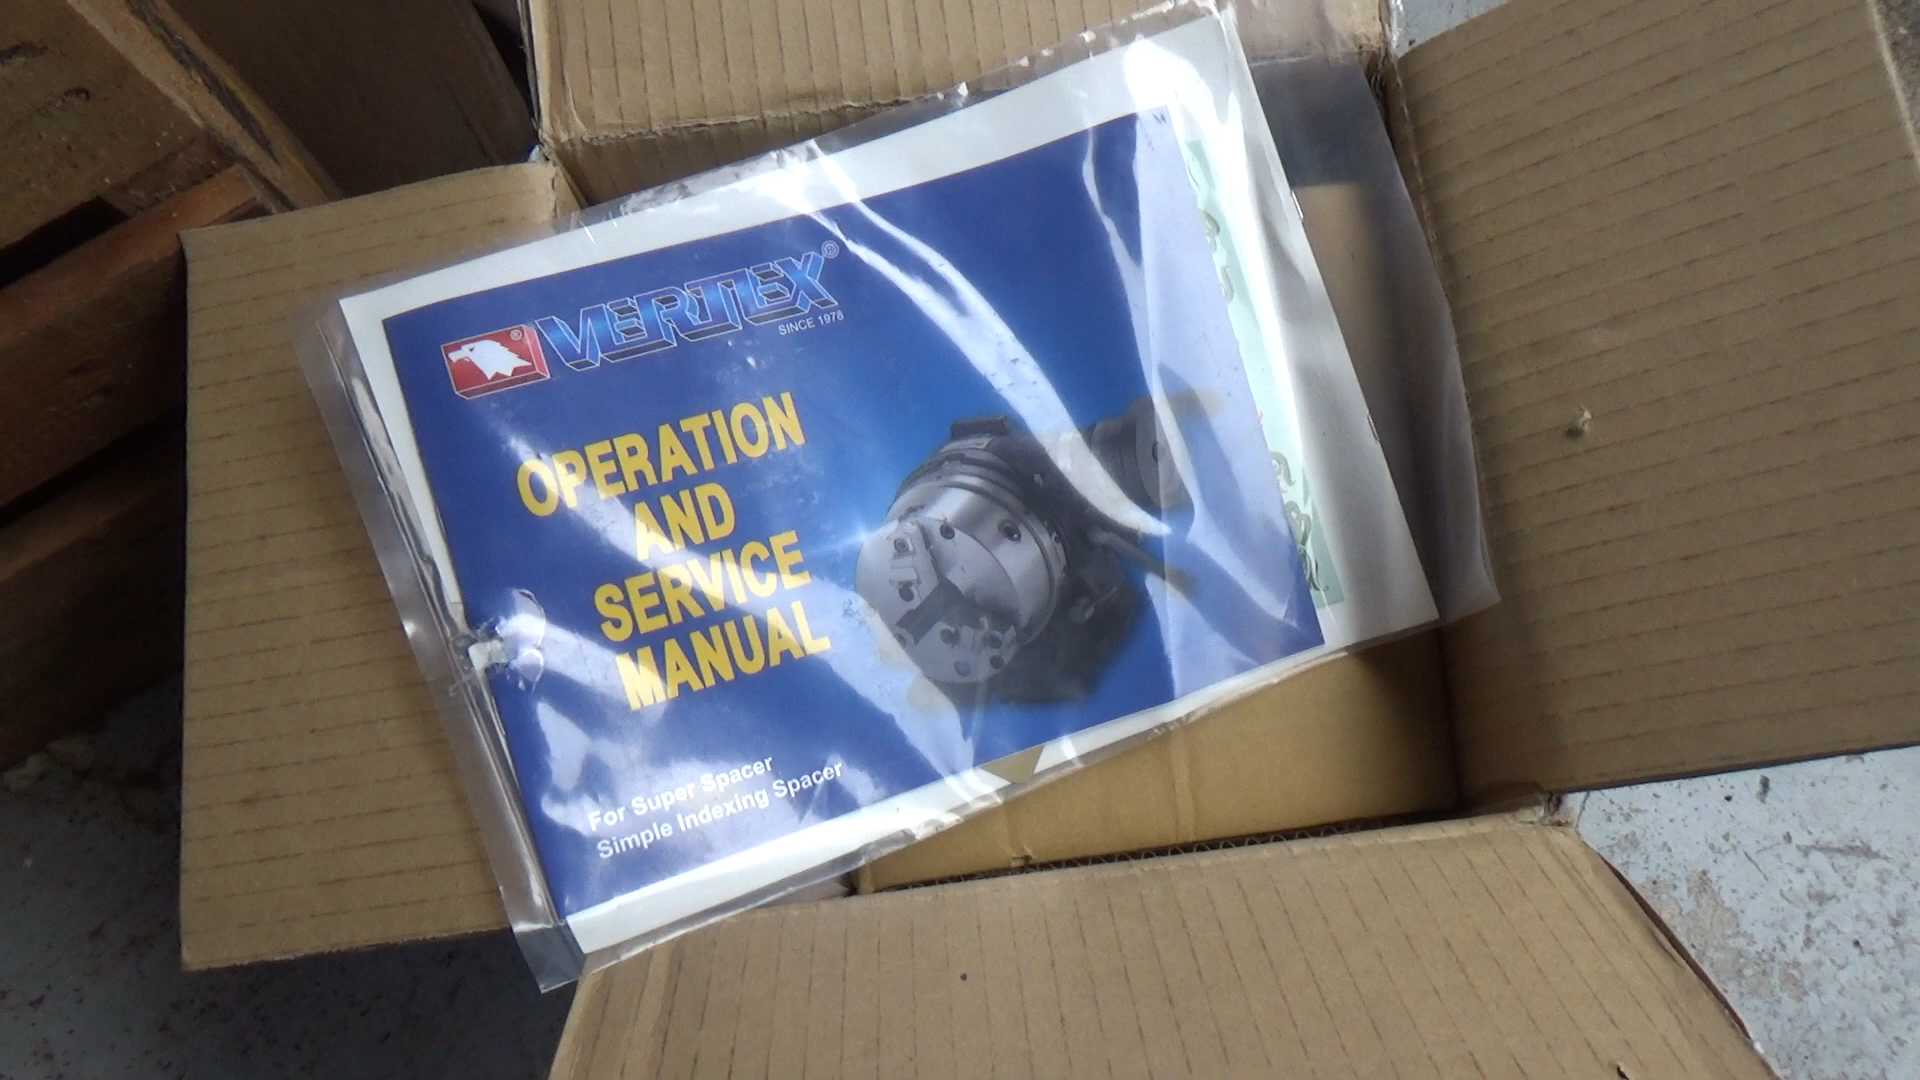 VERTEX®
SINCE 1978
®
OPERATION
AND
SERVICE
MANUAL
For Super Spacer
Simple Indexing Spacer